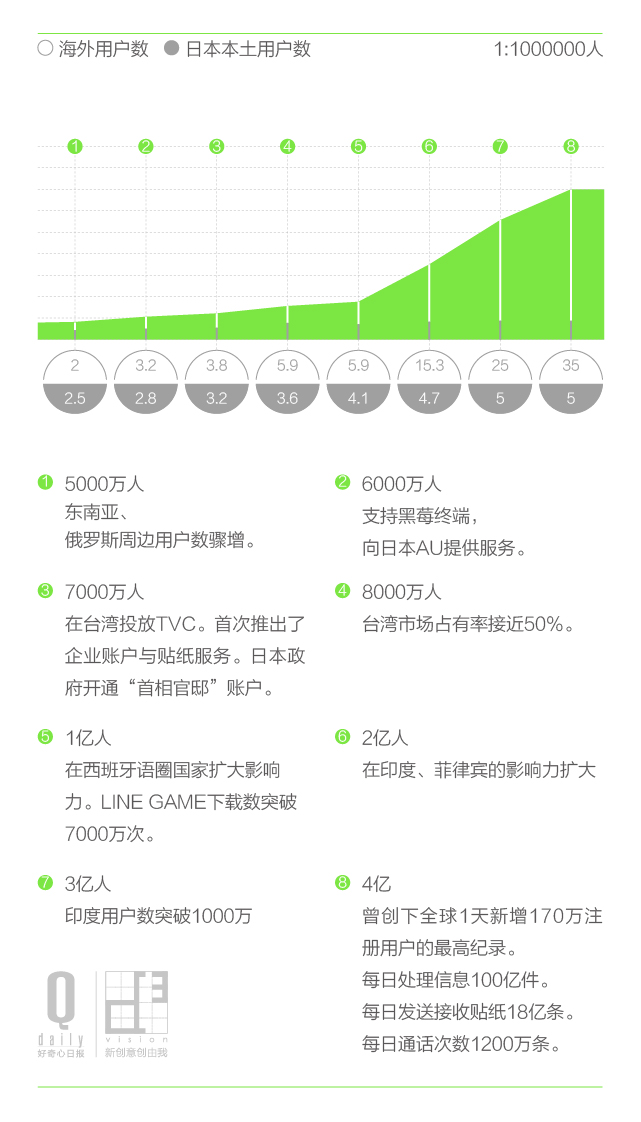 海外用户数 日本本土用户数 1:1000000人
1 2 3 4 5 6 7 8
2 3.2 3.8 5.9 5.9 15.3 25 35
2.5 2.8 3.2 3.6 4.1 4.7 5 5
1 5000万人
东南亚、
俄罗斯周边用户数骤增。
2 6000万人
支持黑莓终端，
向日本AU提供服务。
3 7000万人
在台湾投放TVC。首次推出了
企业账户与贴纸服务。日本政
府开通“首相官邸”账户。
4 8000万人
台湾市场占有率接近50%。
5 1亿人
在西班牙语圈国家扩大影响
力。LINE GAME下载数突破
7000万次。
6 2亿人
在印度、菲律宾的影响力扩大
7 3亿人
印度用户数突破1000万
8 4亿
曾创下全球1天新增170万注
册用户的最高纪录。
每日处理信息100亿件。
每日发送接收贴纸18亿条。
每日通话次数1200万条。
Q
daily
好奇心日报
vision
新创意创由我